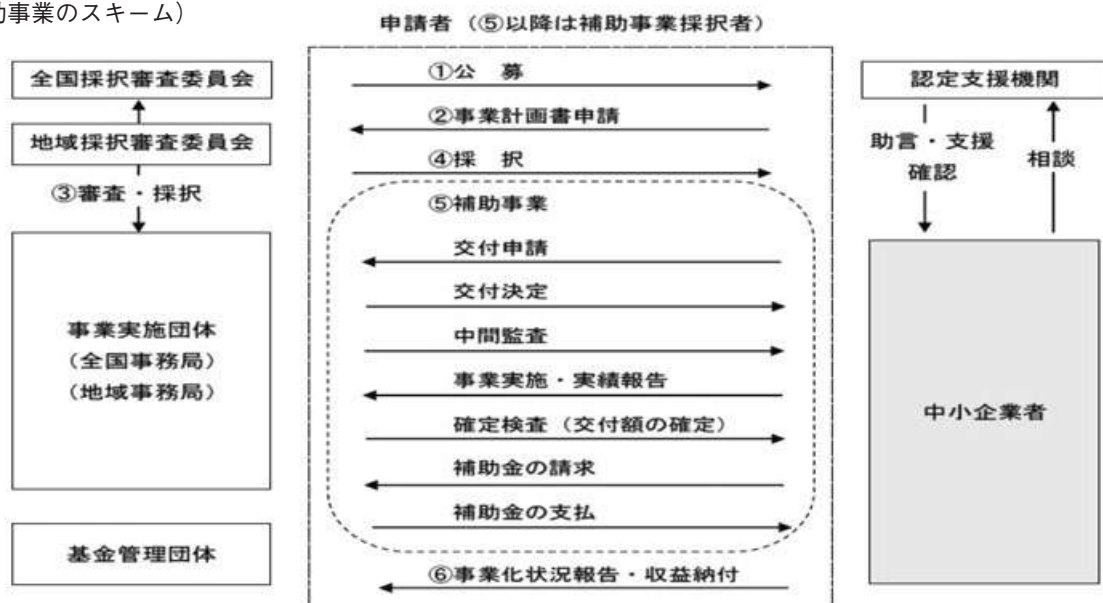 助事業のスキーム）
申請者（⑤以降は補助事業採択者）
全国採択審査委員会
地域採択審査委員会
③審査・採択
事業実施団体
（全国事務局）
（地域事務局）
基金管理団体
①公　募
②事業計画書申請
④採　択
⑤補助事業
交付申請
交付決定
中間監査
事業実施・実績報告
確定検査（交付額の確定）
補助金の請求
補助金の支払
⑥事業化状況報告・収益納付
認定支援機関
助言・支援
確認
相談
中小企業者